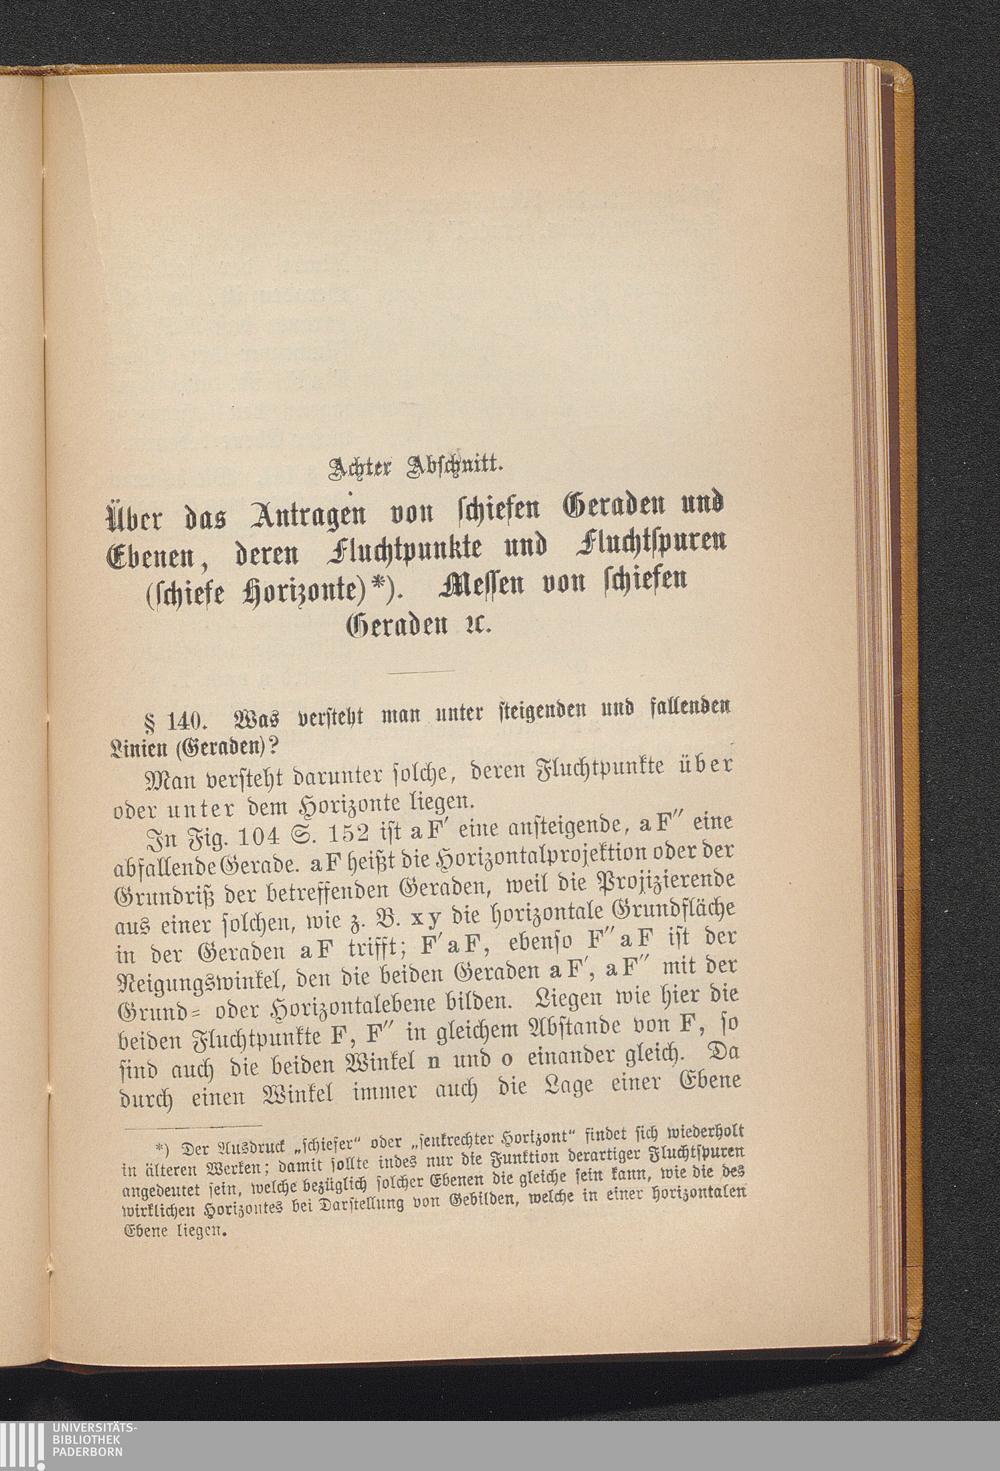 Achter Abschnitt.
Über das Antragen von schiefen Geraden und
Ebenen, deren Fluchtpunkte und Fluchtspuren
(schiefe Horizonte)*). Messen von schiefen
Geraden ꝛc.
§ 140. Was versteht man unter steigenden und fallenden
Linien (Geraden)?
Man versteht darunter solche, deren Fluchtpunkte über
oder unter dem Horizonte liegen.
In Fig. 104 S. 152 ist aF′ eine ansteigende, aF″ eine
abfallende Gerade. aF heißt die Horizontalprojektion oder der
Grundriß der betreffenden Geraden, weil die Projizierende
aus einer solchen, wie z. B. xy die horizontale Grundfläche
in der Geraden aF trifft; F′aF, ebenso F″aF ist der
Neigungswinkel, den die beiden Geraden aF′, aF″ mit der
Grund- oder Horizontalebene bilden. Liegen wie hier die
beiden Fluchtpunkte F, F″ in gleichem Abstande von F, so
sind auch die beiden Winkel n und o einander gleich. Da
durch einen Winkel immer auch die Lage einer Ebene
*) Der Ausdruck „schiefer" oder „senkrechter Horizont" findet sich wiederholt
in älteren Werken; damit sollte indes nur die Funktion derartiger Fluchtspuren
angedeutet sein, welche bezüglich solcher Ebenen die gleiche sein kann, wie die des
wirklichen Horizontes bei Darstellung von Gebilden, welche in einer horizontalen
Ebene liegen.
UNIVERSITÄTS-
BIBLIOTHEK
PADERBORN